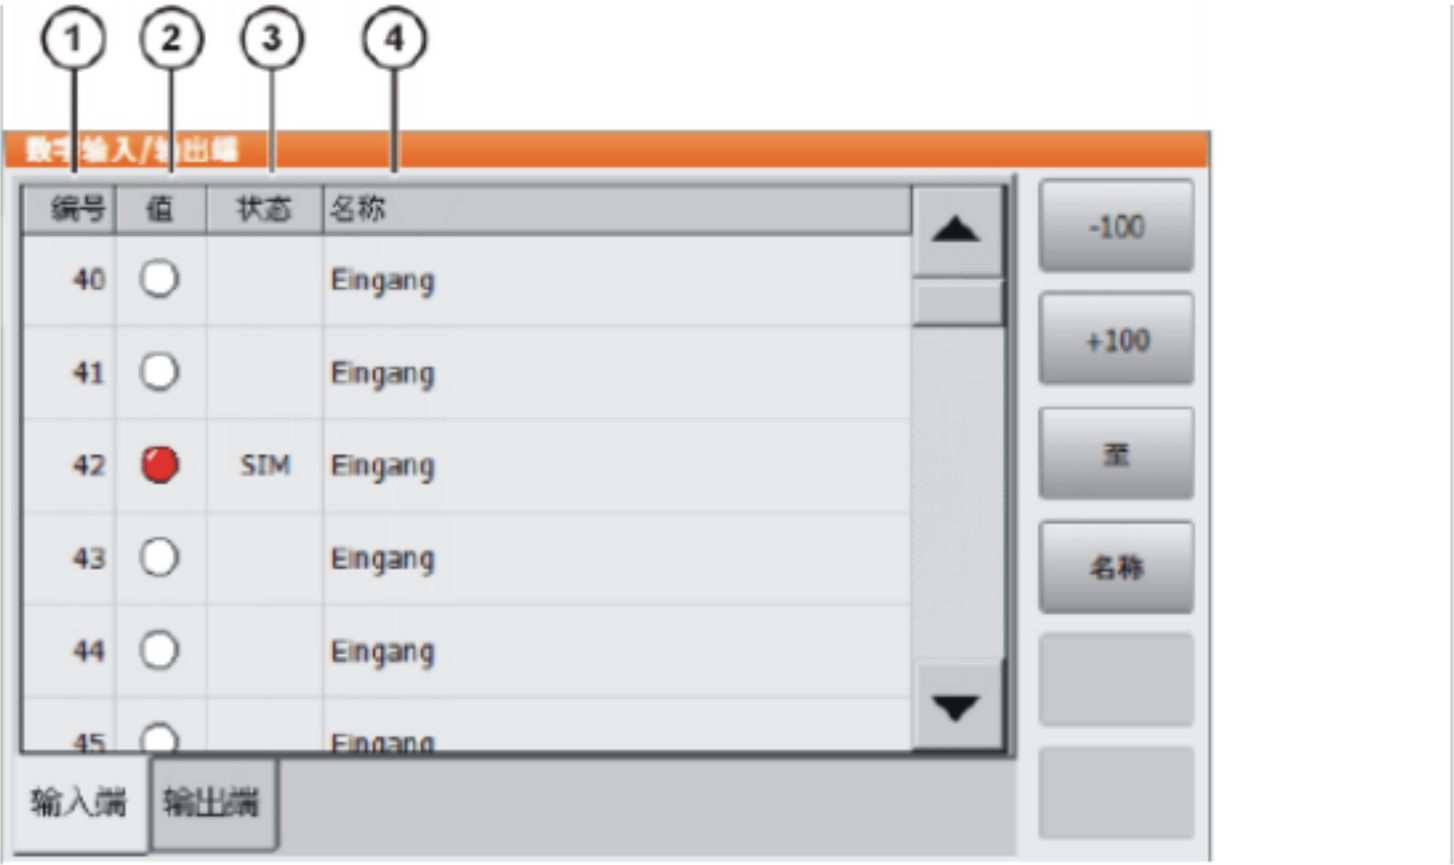 1 2 3 4
数字输入/输出端
编号 值 状态 名称
-100
40 Eingang
+100
41 Eingang
至
42 SIM Eingang
43 Eingang
名称
44 Eingang
45 Eingang
输入端 输出端